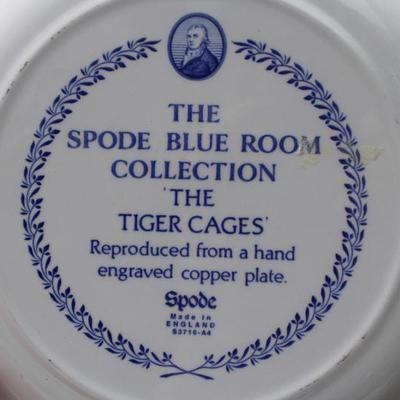 THE
SPODE BLUE ROOM
COLLECTION
'THE
TIGER CAGES'
Reproduced from a hand
engraved copper plate.
Spode
Made in
ENGLAND
S3716-A4